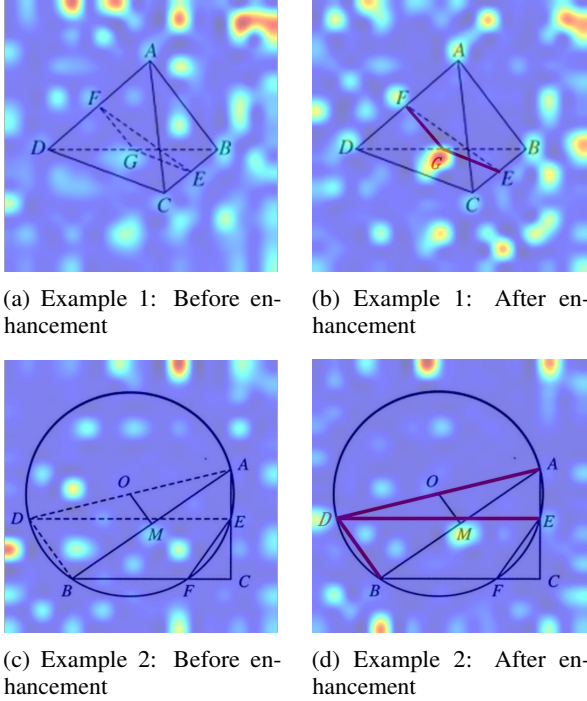 A
A
F
F
D
B
D
B
G
G
E
E
C
C
(a) Example 1: Before en-
hancement
(b) Example 1: After en-
hancement
A
A
O
O
D
E
D
E
M
M
B
F
C
B
F
C
(c) Example 2: Before en-
hancement
(d) Example 2: After en-
hancement